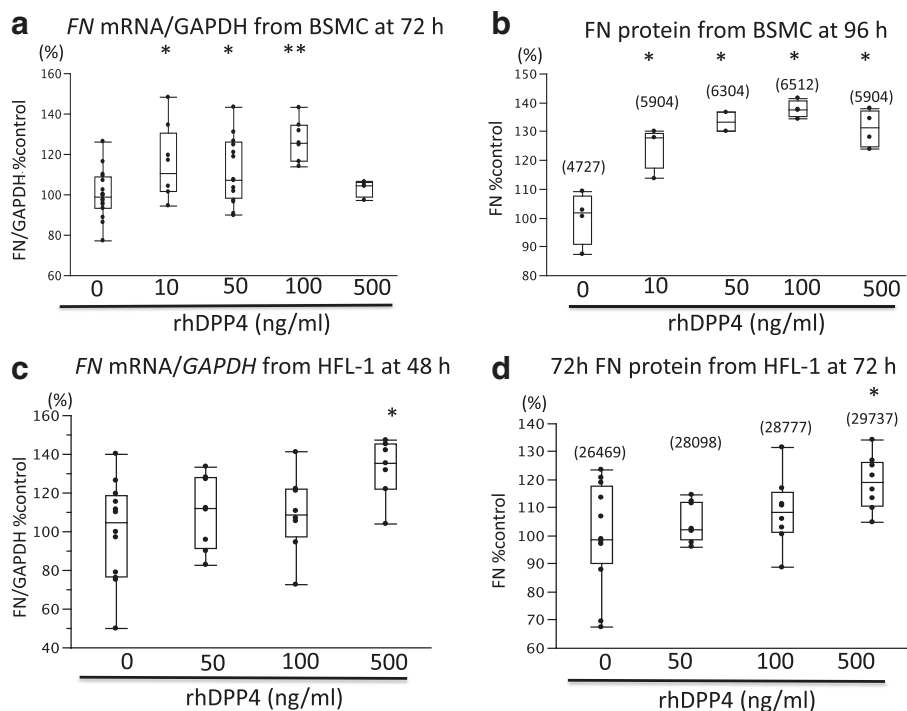 a
FN mRNA/GAPDH from BSMC at 72 h
(%)
* * **
160
140
120
100
80
60
FN/GAPDH %control
0 10 50 100 500
rhDPP4 (ng/ml)
b
FN protein from BSMC at 96 h
(%)
* * * *
150
140
130
120
110
100
90
80
FN %control
(4727) (5904) (6304) (6512) (5904)
0 10 50 100 500
rhDPP4 (ng/ml)
c
FN mRNA/GAPDH from HFL-1 at 48 h
(%)
*
160
140
120
100
80
60
40
FN/GAPDH %control
0 50 100 500
rhDPP4 (ng/ml)
d
72h FN protein from HFL-1 at 72 h
(%)
*
140
130
120
110
100
90
80
70
60
FN %control
(26469) (28098) (28777) (29737)
0 50 100 500
rhDPP4 (ng/ml)